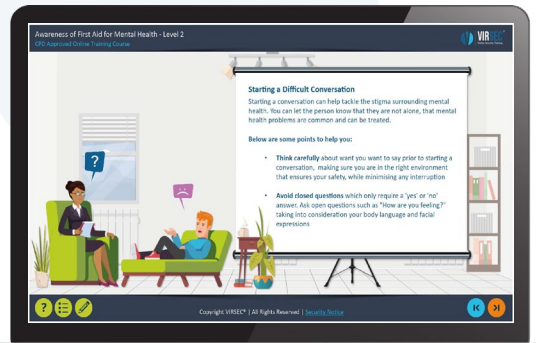 Awareness of First Aid for Mental Health - Level 2
CPD Approved Online Training Course
VIRSEC
Starting a Difficult Conversation
Starting a conversation can help tackle the stigma surrounding mental
health. You can let the person know that they are not alone, that mental
health problems are common and can be treated.
Below are some points to help you:
• Think carefully about want you want to say prior to starting a
conversation, making sure you are in the right environment
that ensures your safety, while minimising any interruption
• Avoid closed questions which only require a 'yes' or 'no'
answer. Ask open questions such as "How are you feeling?"
taking into consideration your body language and facial
expressions
?
?
Copyright VIRSEC® | All Rights Reserved | Security Notice